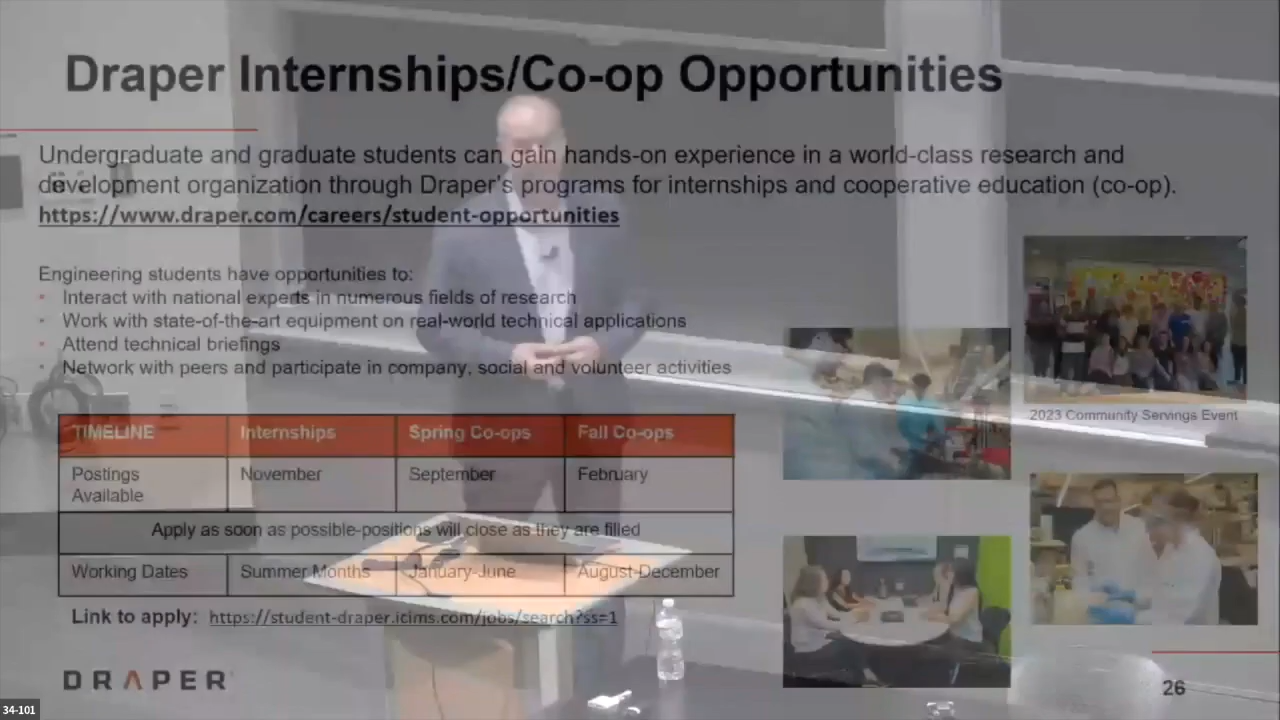 Draper Internships/Co-op Opportunities
Undergraduate and graduate students can gain hands-on experience in a world-class research and
development organization through Draper's programs for internships and cooperative education (co-op).
https://www.draper.com/careers/student-opportunities
Engineering students have opportunities to:
• Interact with national experts in numerous fields of research
• Work with state-of-the-art equipment on real-world technical applications
• Attend technical briefings
• Network with peers and participate in company, social and volunteer activities
TIMELINE Internships Spring Co-ops Fall Co-ops
Postings November September February
Available
Apply as soon as possible-positions will close as they are filled
Working Dates Summer Months January-June August-December
Link to apply: https://student-draper.icims.com/jobs/search?ss=1
2023 Community Servings Event
DRAPER
26
34-101